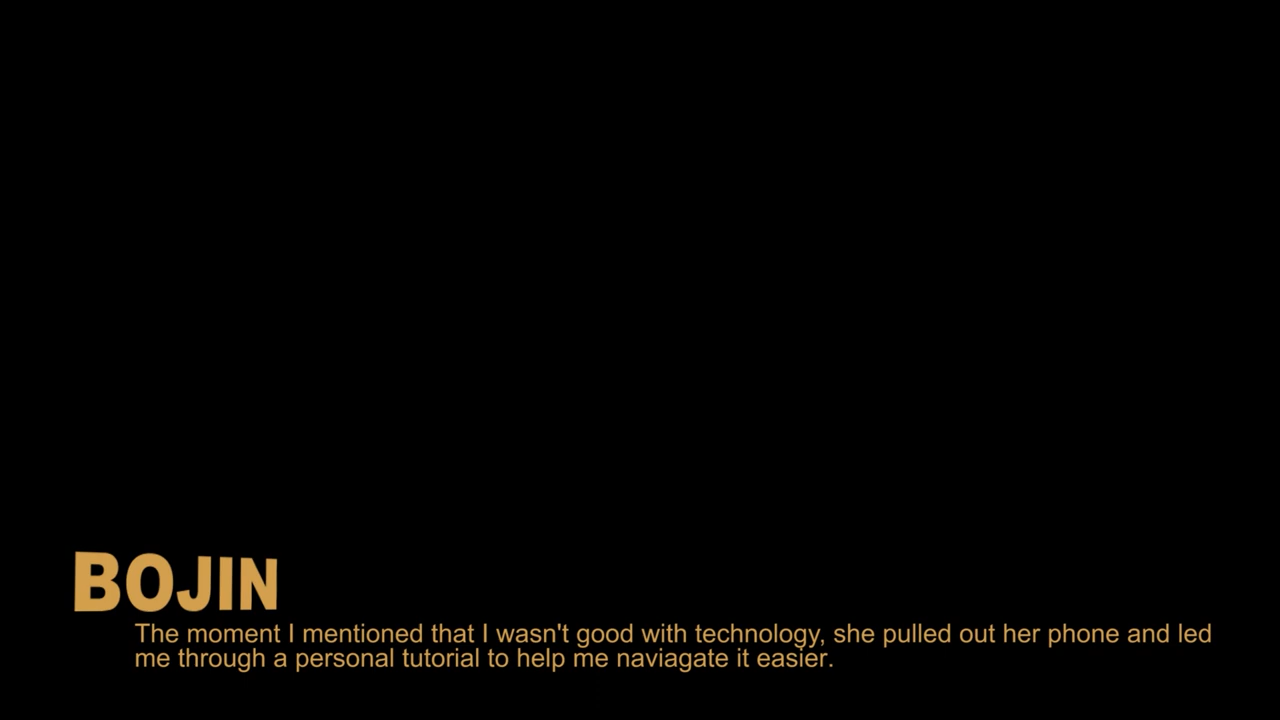 BOJIN
The moment I mentioned that I wasn't good with technology, she pulled out her phone and led
me through a personal tutorial to help me naviagate it easier.